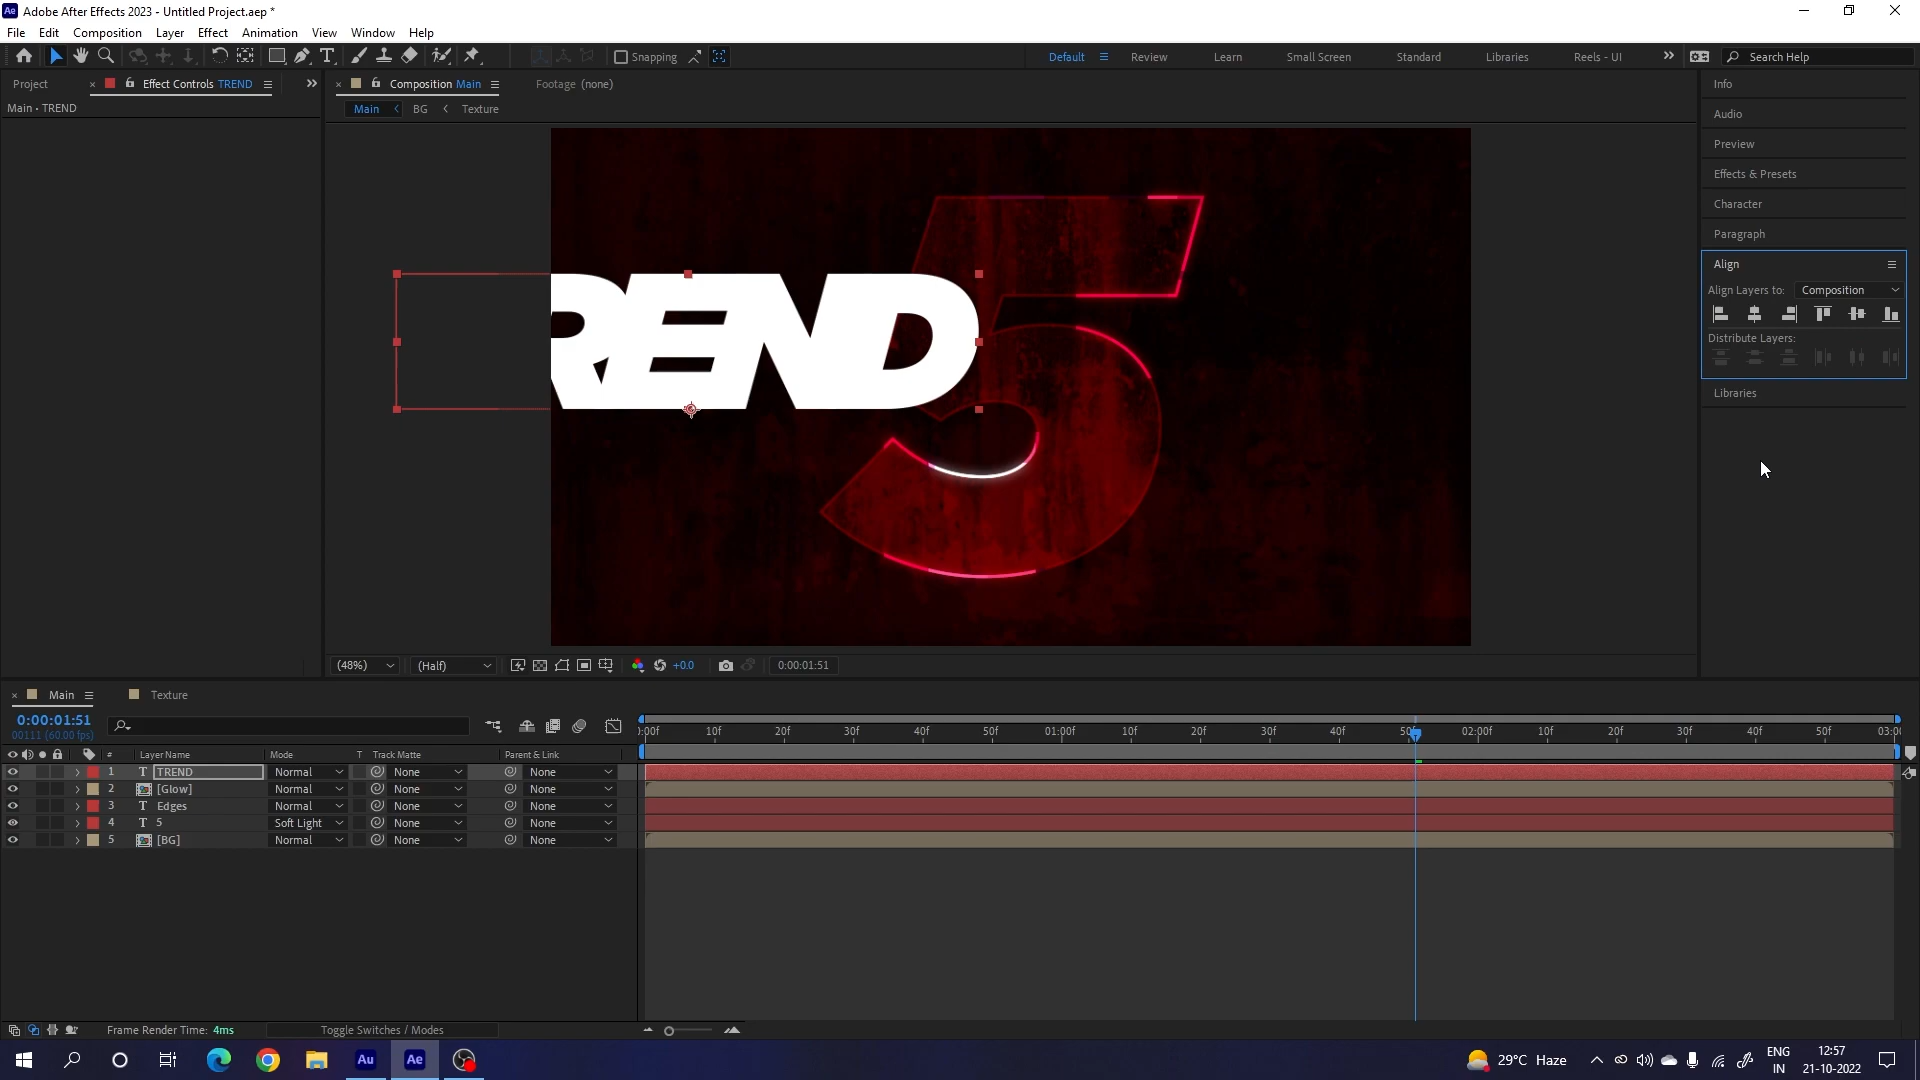 Ae Adobe After Effects 2023 - Untitled Project.aep *
File Edit Composition Layer Effect Animation View Window Help
Snapping Default Review Learn Small Screen Standard Libraries Reels - UI Search Help
Project Effect Controls TREND Composition Main Footage (none)
Main • TREND
Main BG Texture
Info
Audio
Preview
Effects & Presets
Character
Paragraph
Align
Align Layers to: Composition
Distribute Layers:
Libraries
5
TREND
(48%) (Half) +0.0 0:00:01:51
Main Texture
0:00:01:51
00111 (60.00 fps)
:00f 10f 20f 30f 40f 50f 01:00f 10f 20f 30f 40f 50f 02:00f 10f 20f 30f 40f 50f 03:0
# Layer Name Mode T Track Matte Parent & Link
1 T TREND Normal None None
2 [Glow] Normal None None
3 T Edges Normal None None
4 T 5 Soft Light None None
5 [BG] Normal None None
Frame Render Time: 4ms Toggle Switches / Modes
Au Ae 29°C Haze ENG IN 12:57 21-10-2022